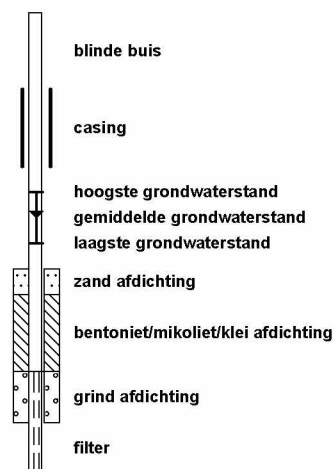 blinde buis
casing
hoogste grondwaterstand
gemiddelde grondwaterstand
laagste grondwaterstand
zand afdichting
bentoniet/mikoliet/klei afdichting
grind afdichting
filter